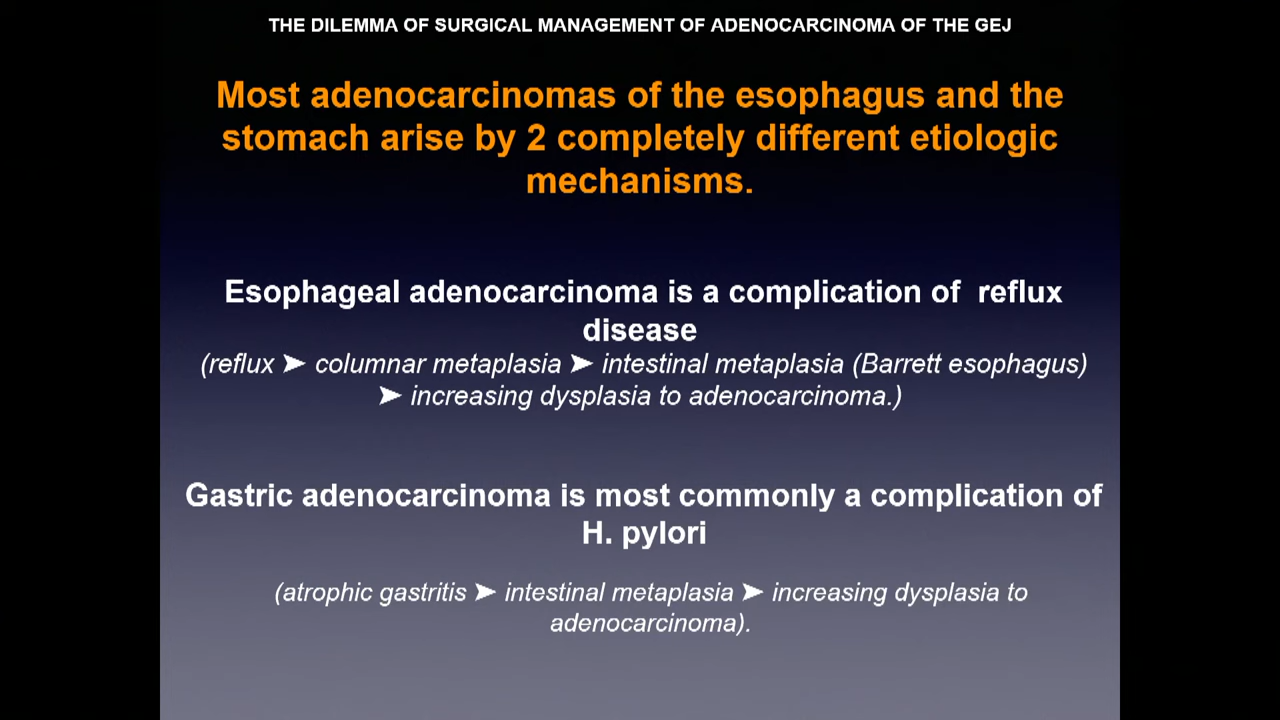 THE DILEMMA OF SURGICAL MANAGEMENT OF ADENOCARCINOMA OF THE GEJ
Most adenocarcinomas of the esophagus and the
stomach arise by 2 completely different etiologic
mechanisms.
Esophageal adenocarcinoma is a complication of  reflux
disease
(reflux ➤ columnar metaplasia ➤ intestinal metaplasia (Barrett esophagus)
➤ increasing dysplasia to adenocarcinoma.)
Gastric adenocarcinoma is most commonly a complication of
H. pylori
(atrophic gastritis ➤ intestinal metaplasia ➤ increasing dysplasia to
adenocarcinoma).